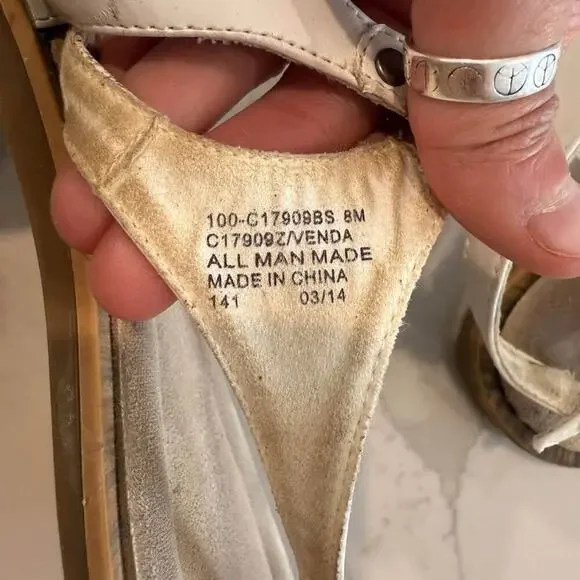 100-C17909BS 8M
C17909Z/VENDA
ALL MAN MADE
MADE IN CHINA
141 03/14